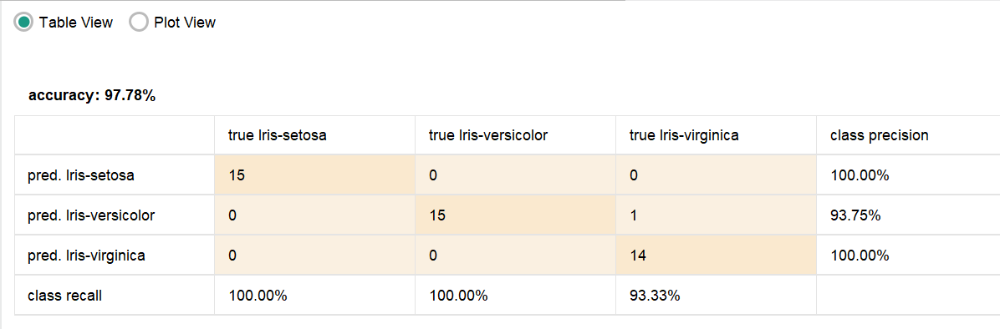 Table View Plot View
accuracy: 97.78%
true Iris-setosa true Iris-versicolor true Iris-virginica class precision
pred. Iris-setosa 15 0 0 100.00%
pred. Iris-versicolor 0 15 1 93.75%
pred. Iris-virginica 0 0 14 100.00%
class recall 100.00% 100.00% 93.33%